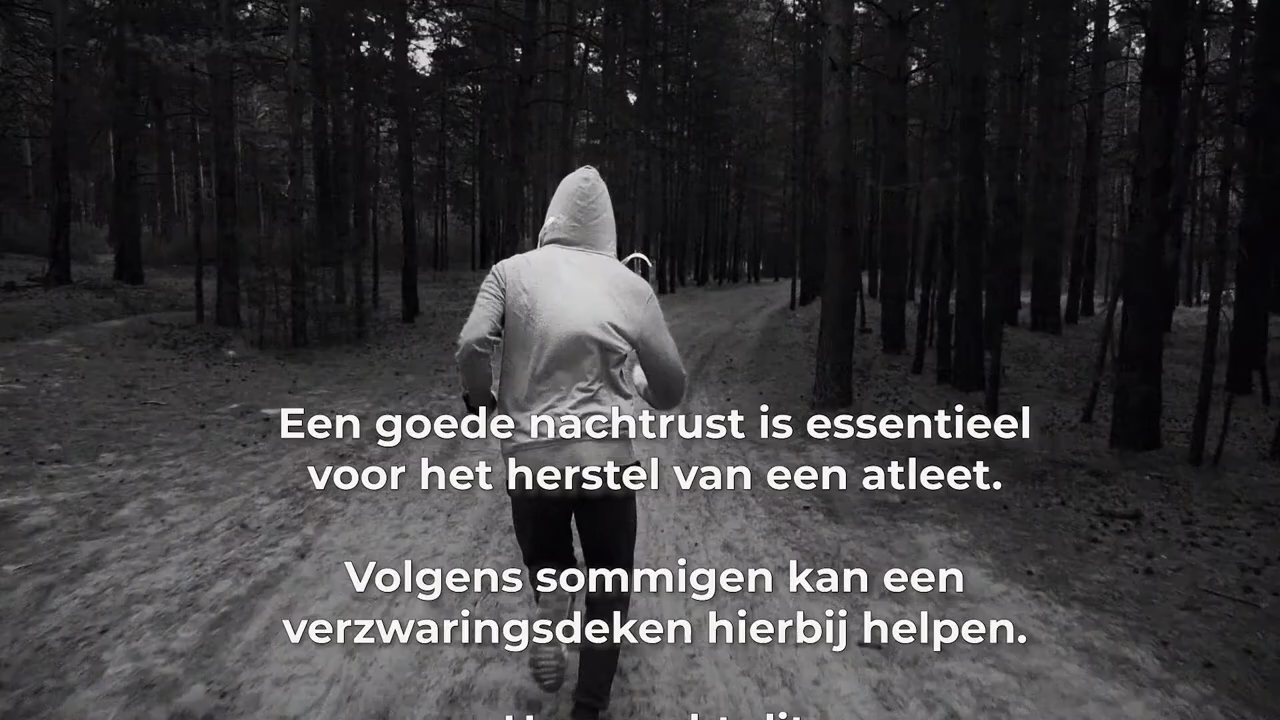 Een goede nachtrust is essentieel
voor het herstel van een atleet.
Volgens sommigen kan een
verzwaringsdeken hierbij helpen.